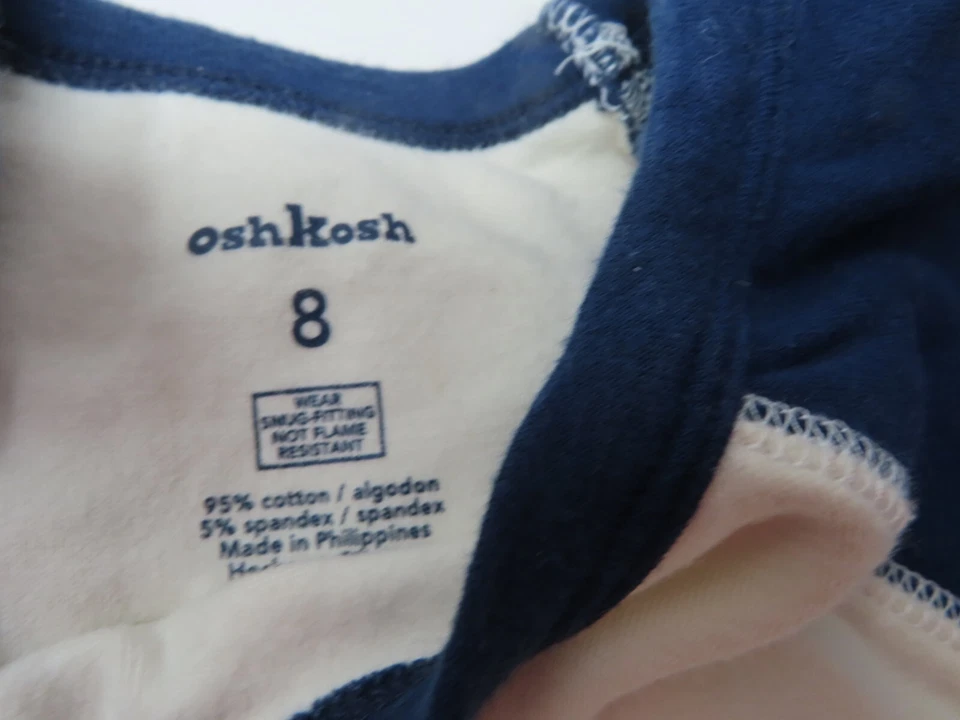 oshkosh
8
WEAR
SNUG-FITTING
NOT FLAME
RESISTANT
95% cotton / algodon
5% spandex / spandex
Made in Philippines